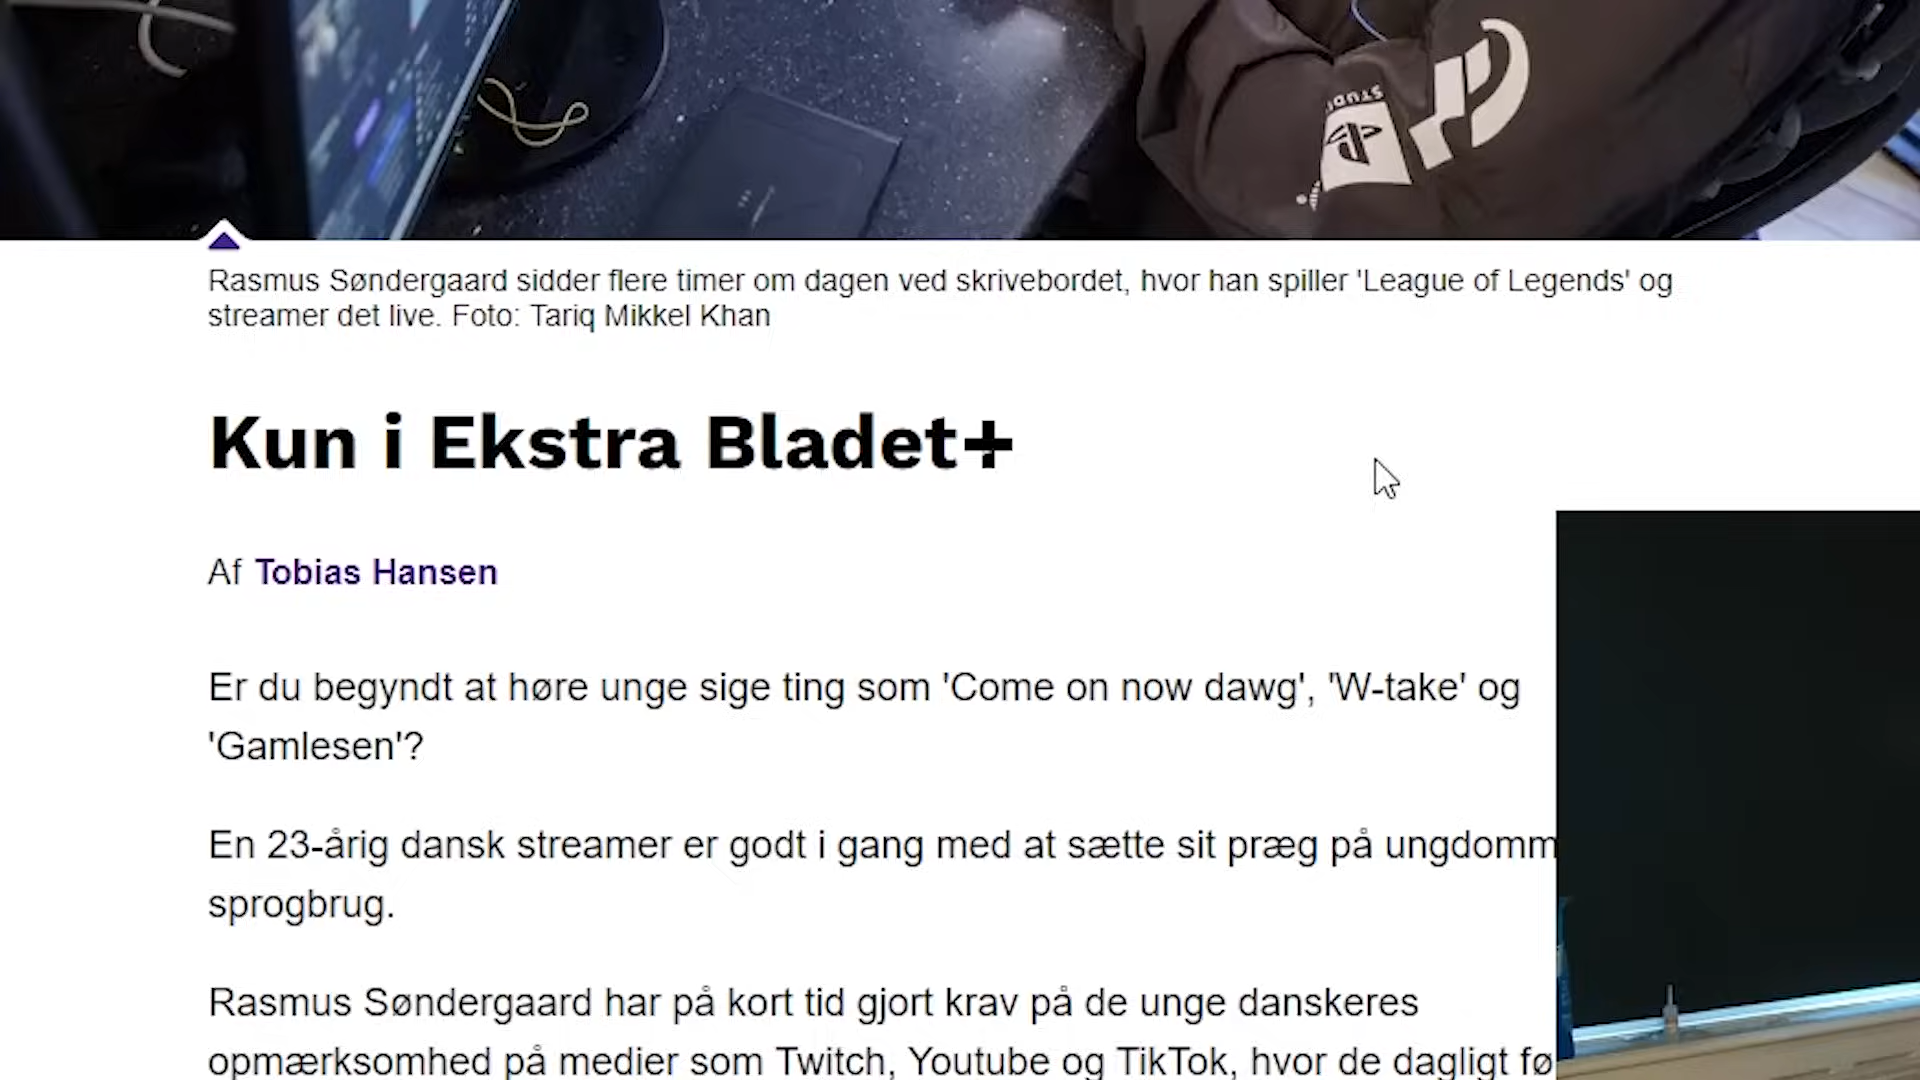 Rasmus Søndergaard sidder flere timer om dagen ved skrivebordet, hvor han spiller 'League of Legends' og
streamer det live. Foto: Tariq Mikkel Khan
Kun i Ekstra Bladet+
Af Tobias Hansen
Er du begyndt at høre unge sige ting som 'Come on now dawg', 'W-take' og
'Gamlesen'?
En 23-årig dansk streamer er godt i gang med at sætte sit præg på ungdomm
sprogbrug.
Rasmus Søndergaard har på kort tid gjort krav på de unge danskeres
opmærksomhed på medier som Twitch, Youtube og TikTok, hvor de dagligt fø